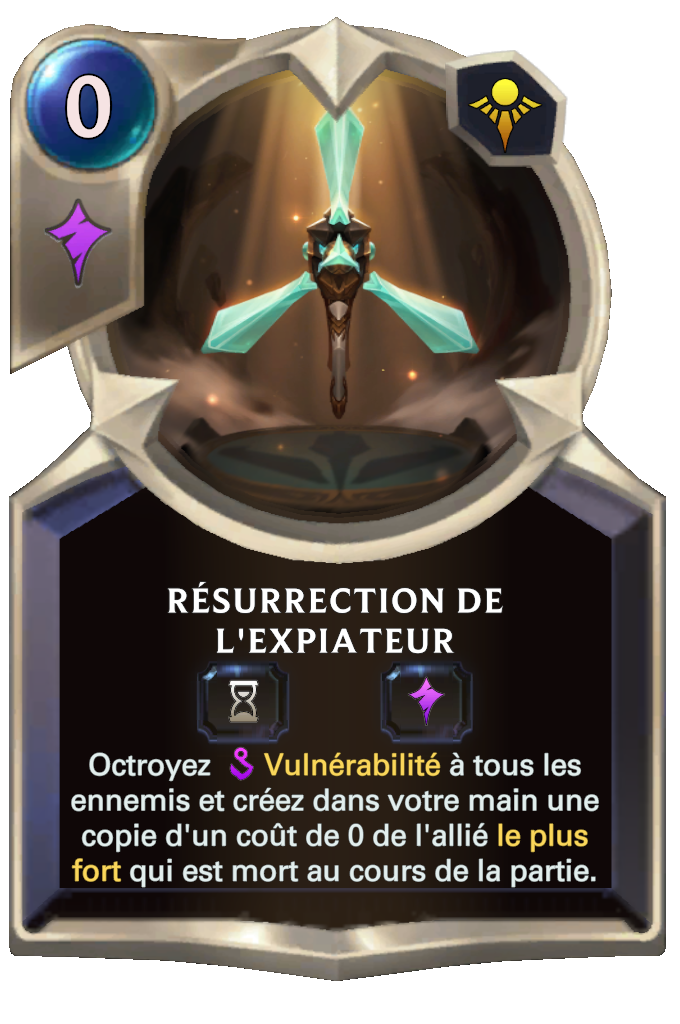 0
RÉSURRECTION DE
L'EXPIATEUR
Octroyez Vulnérabilité à tous les
ennemis et créez dans votre main une
copie d'un coût de 0 de l'allié le plus
fort qui est mort au cours de la partie.